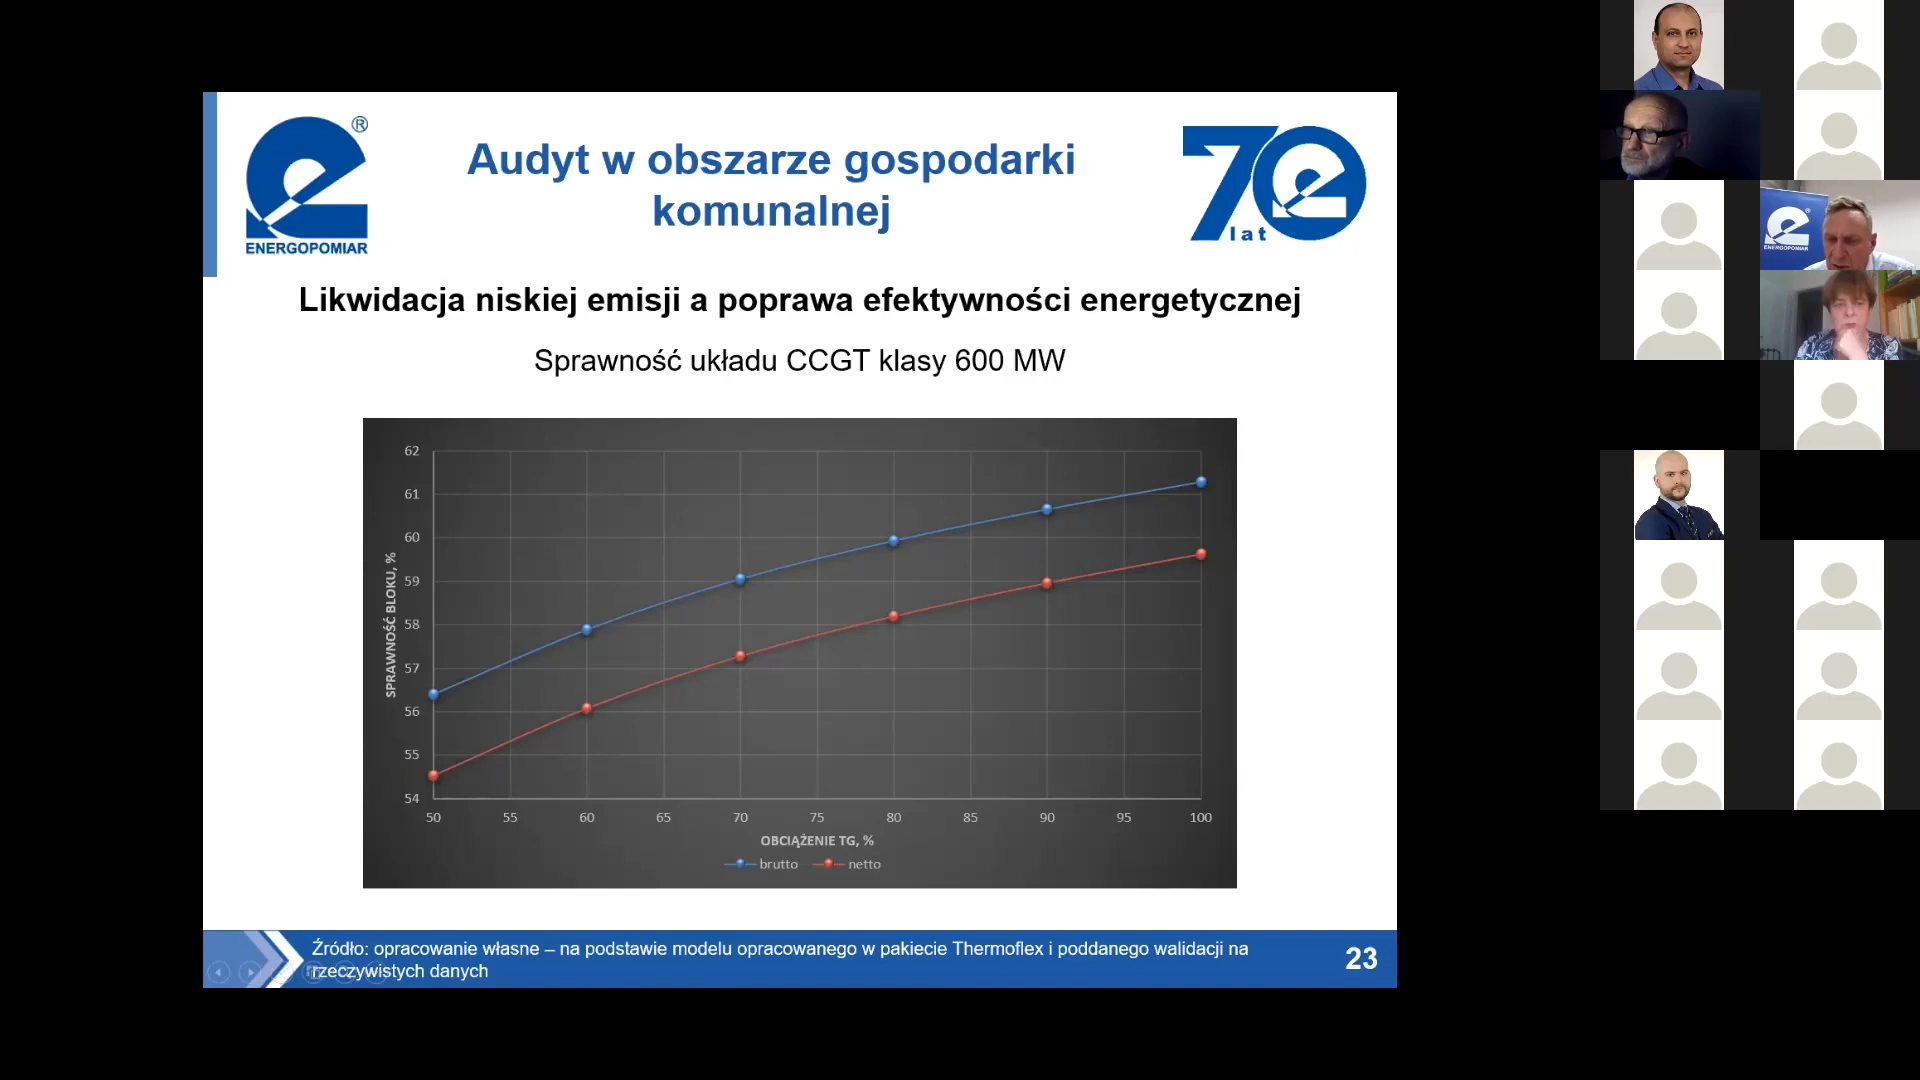 ®
ENERGOPOMIAR
Audyt w obszarze gospodarki
komunalnej
70
lat
Likwidacja niskiej emisji a poprawa efektywności energetycznej
Sprawność układu CCGT klasy 600 MW
62
61
60
59
58
57
56
55
54
SPRAWNOŚĆ BLOKU, %
50 55 60 65 70 75 80 85 90 95 100
OBCIĄŻENIE TG, %
brutto netto
Źródło: opracowanie własne – na podstawie modelu opracowanego w pakiecie Thermoflex i poddanego walidacji na
rzeczywistych danych
23
ENERGOPOMIAR